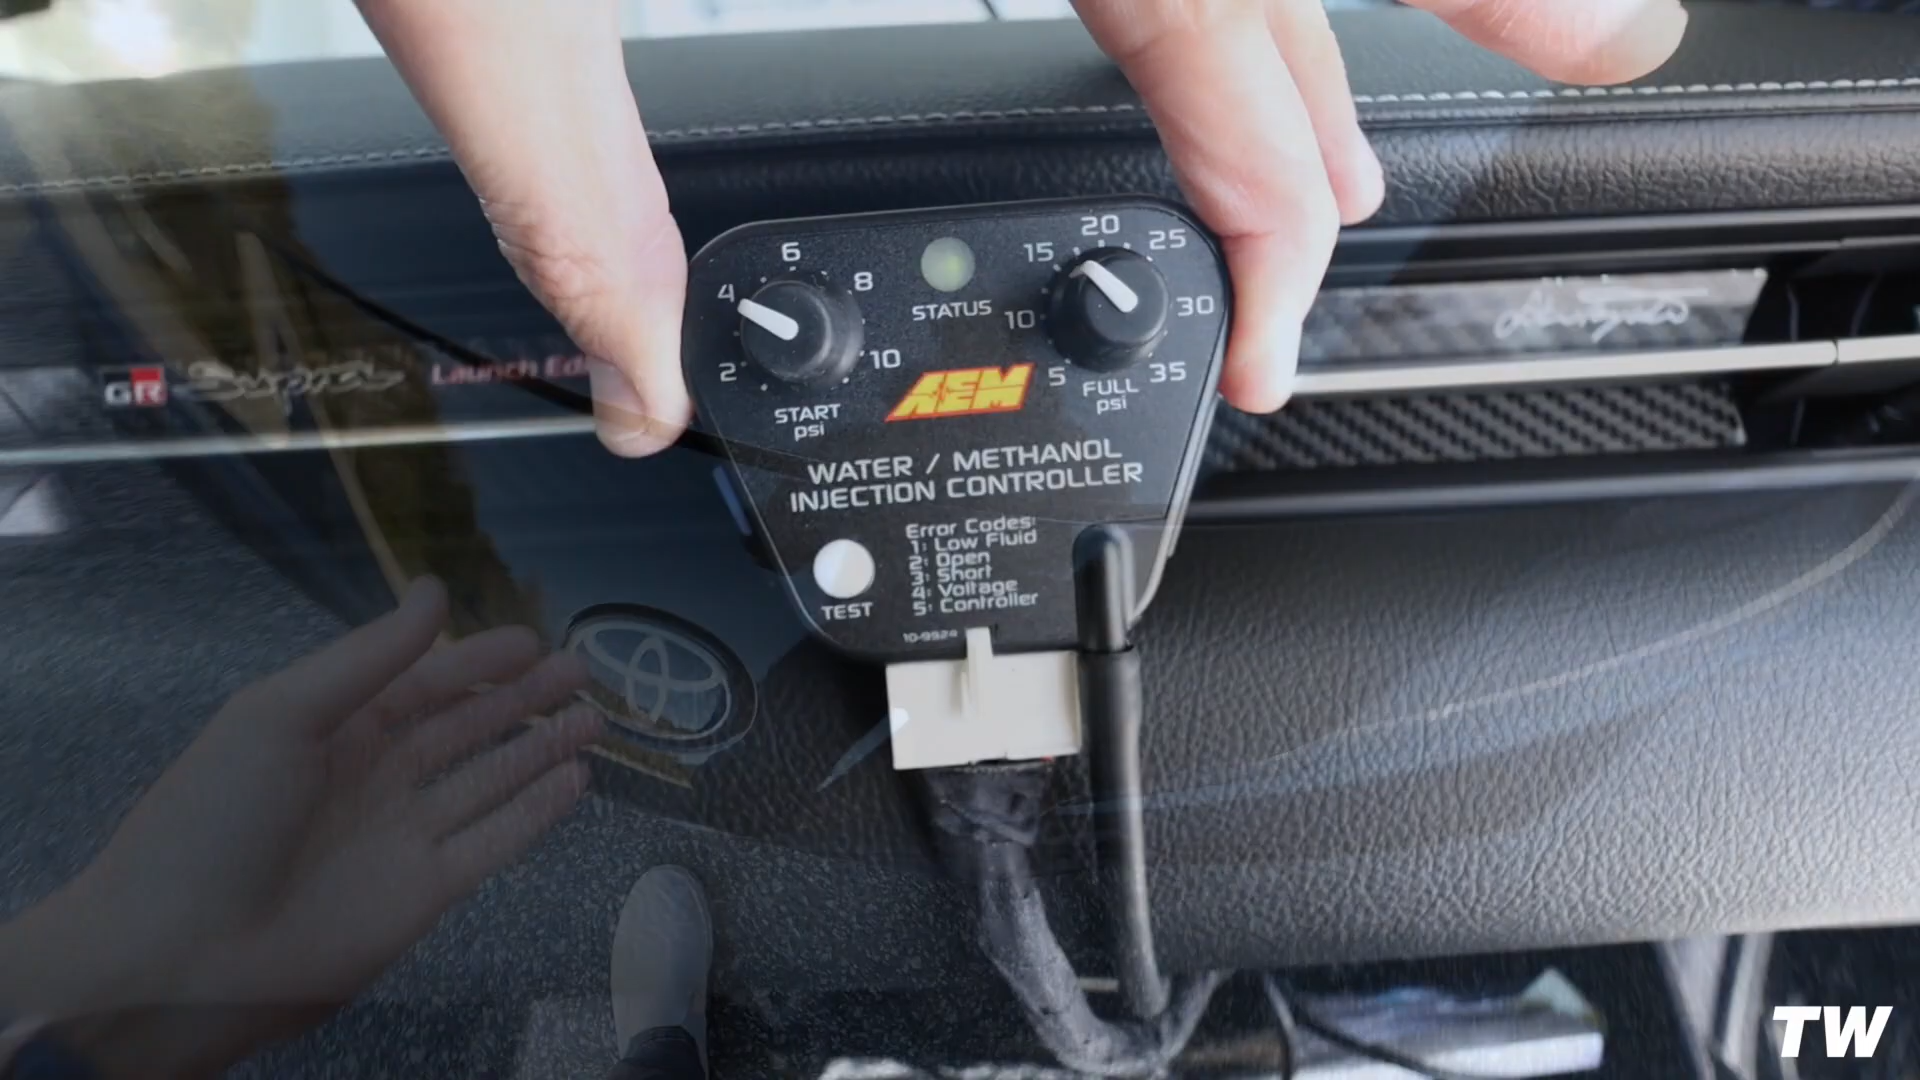 6
4
8
2
10
START
psi
STATUS
20
15
25
10
30
5
35
FULL
psi
AEM
WATER / METHANOL
INJECTION CONTROLLER
Error Codes:
1: Low Fluid
2: Open
3: Short
4: Voltage
5: Controller
TEST
10-9924
GR Supra Launch
TW